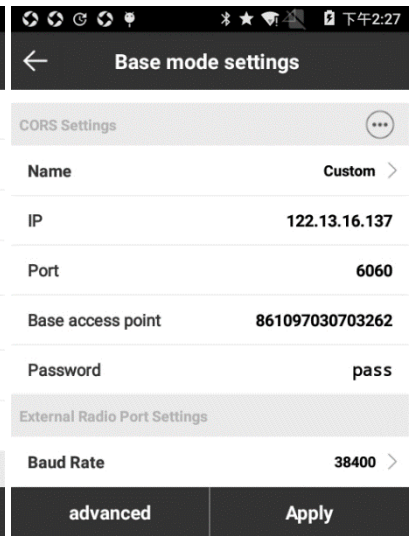 下午2:27
Base mode settings
CORS Settings
Name Custom
IP 122.13.16.137
Port 6060
Base access point 861097030703262
Password pass
External Radio Port Settings
Baud Rate 38400
advanced Apply